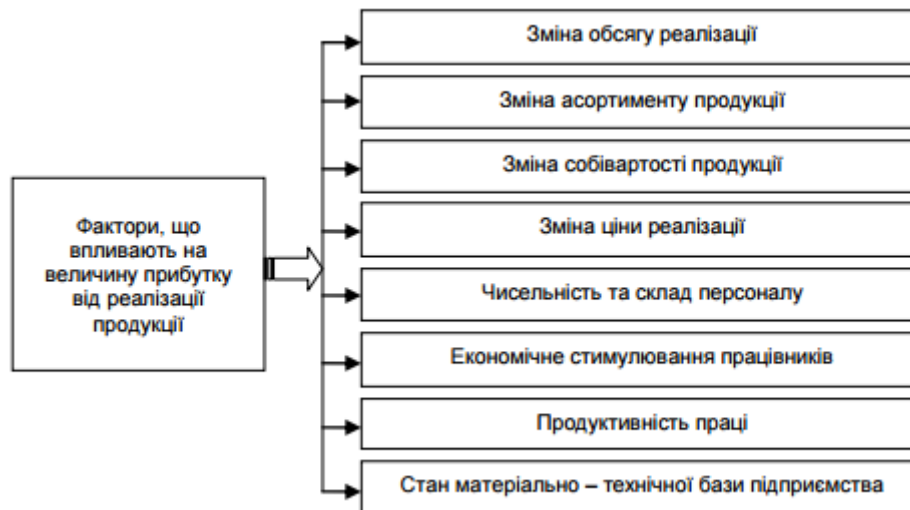 Фактори, що
впливають на
величину прибутку
від реалізації
продукції
Зміна обсягу реалізації
Зміна асортименту продукції
Зміна собівартості продукції
Зміна ціни реалізації
Чисельність та склад персоналу
Економічне стимулювання працівників
Продуктивність праці
Стан матеріально – технічної бази підприємства